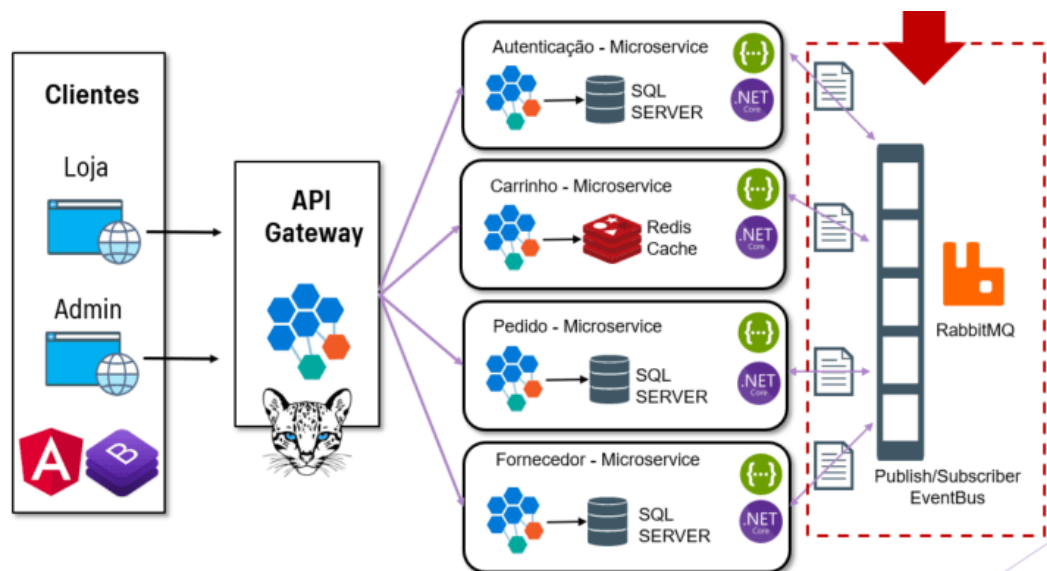 Clientes
Loja
Admin
A
B
API
Gateway
Autenticação - Microservice
SQL
SERVER
{...}
.NET
Core
Carrinho - Microservice
Redis
Cache
{...}
.NET
Core
Pedido - Microservice
SQL
SERVER
{...}
.NET
Core
Fornecedor - Microservice
SQL
SERVER
{...}
.NET
Core
RabbitMQ
Publish/Subscriber
EventBus